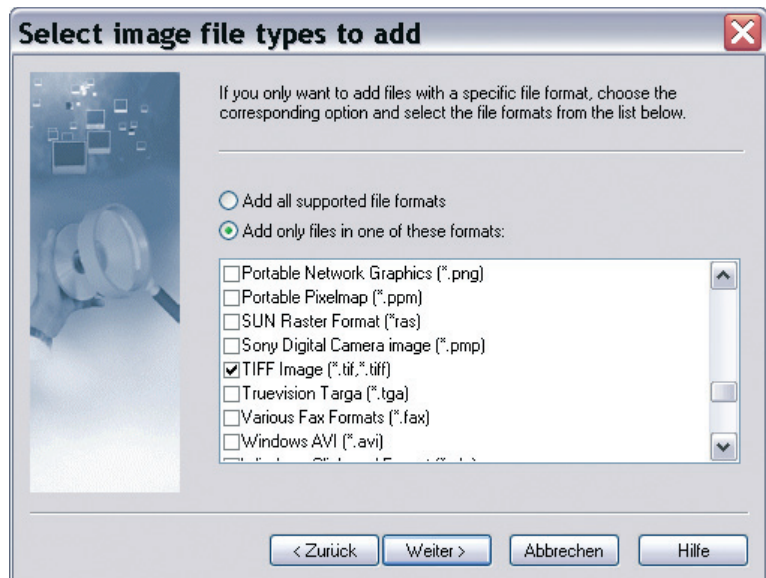 Select image file types to add
If you only want to add files with a specific file format, choose the
corresponding option and select the file formats from the list below.
Add all supported file formats
Add only files in one of these formats:
Portable Network Graphics (*.png)
Portable Pixelmap (*.ppm)
SUN Raster Format (*ras)
Sony Digital Camera image (*.pmp)
TIFF Image (*.tif,*.tiff)
Truevision Targa (*.tga)
Various Fax Formats (*.fax)
Windows AVI (*.avi)
< Zurück
Weiter >
Abbrechen
Hilfe